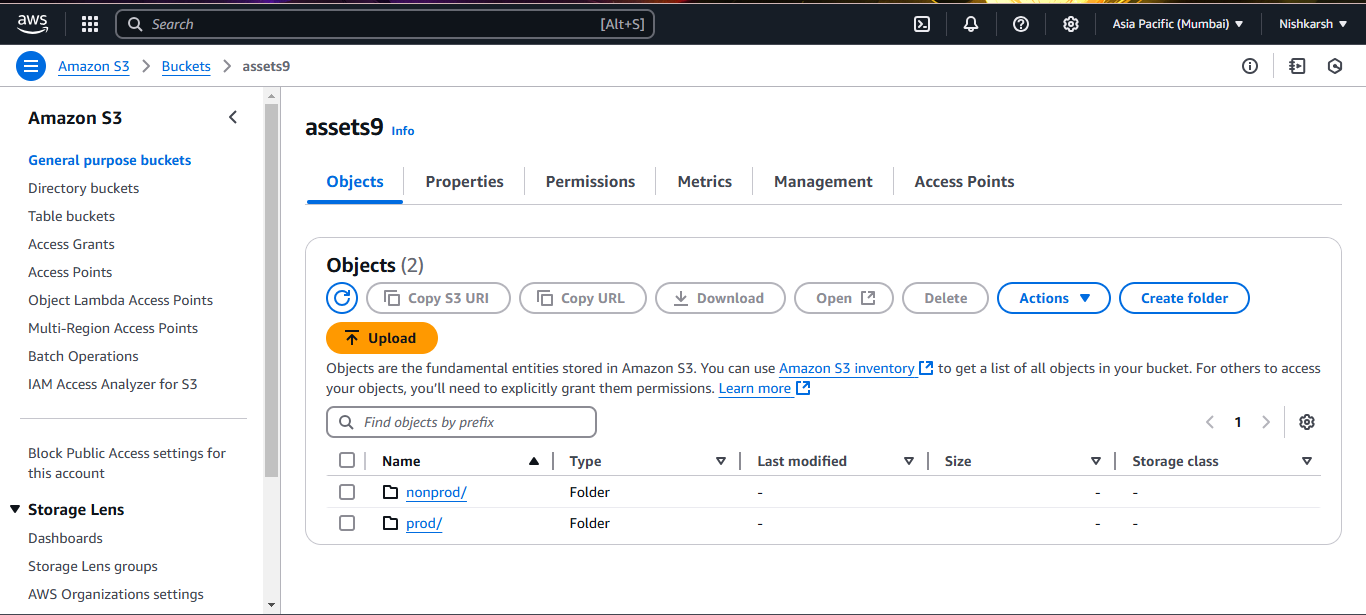 aws
Search
[Alt+S]
Asia Pacific (Mumbai)
Nishkarsh
Amazon S3
Buckets
assets9
Amazon S3
General purpose buckets
Directory buckets
Table buckets
Access Grants
Access Points
Object Lambda Access Points
Multi-Region Access Points
Batch Operations
IAM Access Analyzer for S3
Block Public Access settings for
this account
Storage Lens
Dashboards
Storage Lens groups
AWS Organizations settings
assets9 Info
Objects
Properties
Permissions
Metrics
Management
Access Points
Objects (2)
Copy S3 URI
Copy URL
Download
Open
Delete
Actions
Create folder
Upload
Objects are the fundamental entities stored in Amazon S3. You can use Amazon S3 inventory to get a list of all objects in your bucket. For others to access
your objects, you'll need to explicitly grant them permissions. Learn more
Find objects by prefix
1
Name Type Last modified Size Storage class
nonprod/ Folder - - -
prod/ Folder - - -